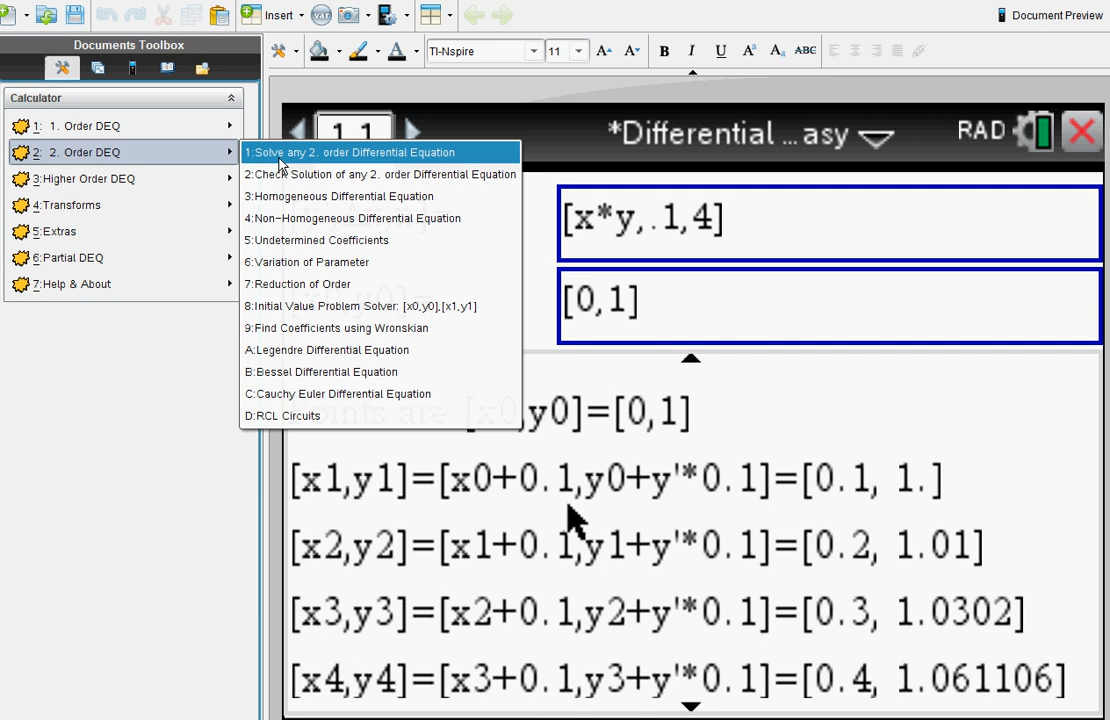 Insert
Document Preview
Documents Toolbox
TI-Nspire
11
B I U A A ABC
Calculator
1: 1. Order DEQ
2: 2. Order DEQ
3:Higher Order DEQ
4:Transforms
5:Extras
6:Partial DEQ
7:Help & About
1:Solve any 2. order Differential Equation
2:Check Solution of any 2. order Differential Equation
3:Homogeneous Differential Equation
4:Non-Homogeneous Differential Equation
5:Undetermined Coefficients
6:Variation of Parameter
7:Reduction of Order
8:Initial Value Problem Solver: [x0,y0],[x1,y1]
9:Find Coefficients using Wronskian
A:Legendre Differential Equation
B:Bessel Differential Equation
C:Cauchy Euler Differential Equation
D:RCL Circuits
1.1
*Differential ...asy
RAD
[x*y,.1,4]
[0,1]
Points are [x0,y0]=[0,1]
[x1,y1]=[x0+0.1,y0+y'*0.1]=[0.1, 1.]
[x2,y2]=[x1+0.1,y1+y'*0.1]=[0.2, 1.01]
[x3,y3]=[x2+0.1,y2+y'*0.1]=[0.3, 1.0302]
[x4,y4]=[x3+0.1,y3+y'*0.1]=[0.4, 1.061106]